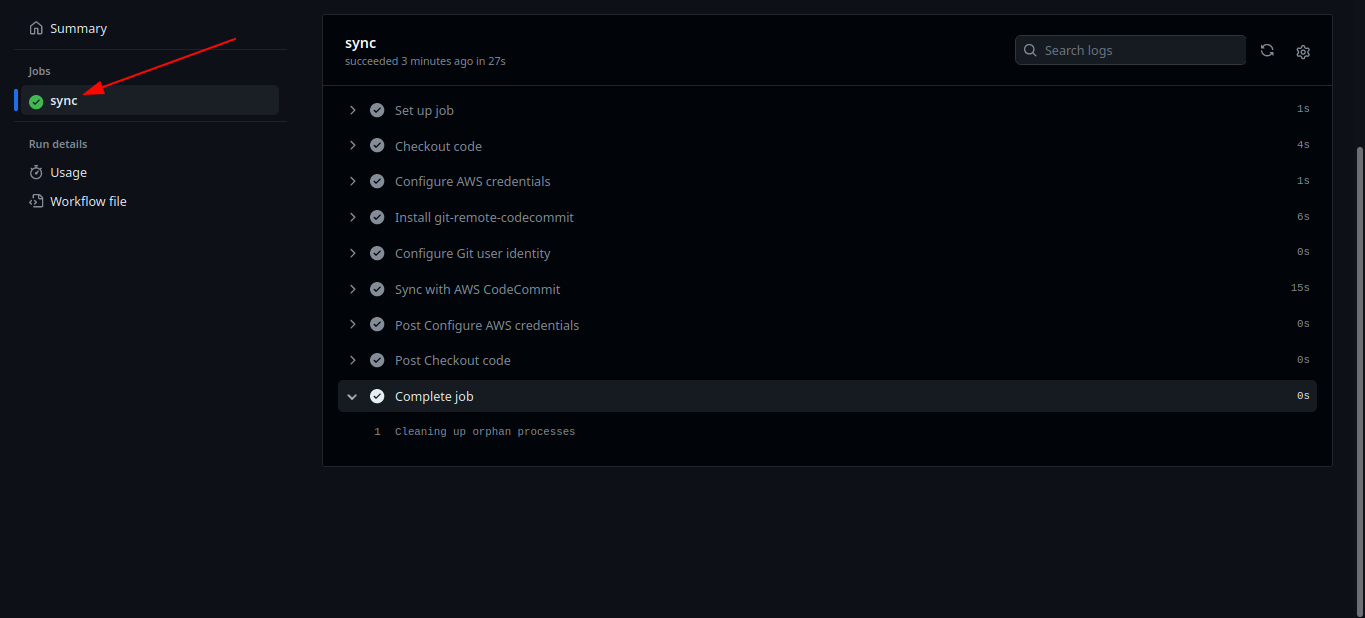 Summary
Jobs
sync
Run details
Usage
Workflow file
sync
succeeded 3 minutes ago in 27s
Search logs
Set up job 1s
Checkout code 4s
Configure AWS credentials 1s
Install git-remote-codecommit 6s
Configure Git user identity 0s
Sync with AWS CodeCommit 15s
Post Configure AWS credentials 0s
Post Checkout code 0s
Complete job 0s
1 Cleaning up orphan processes